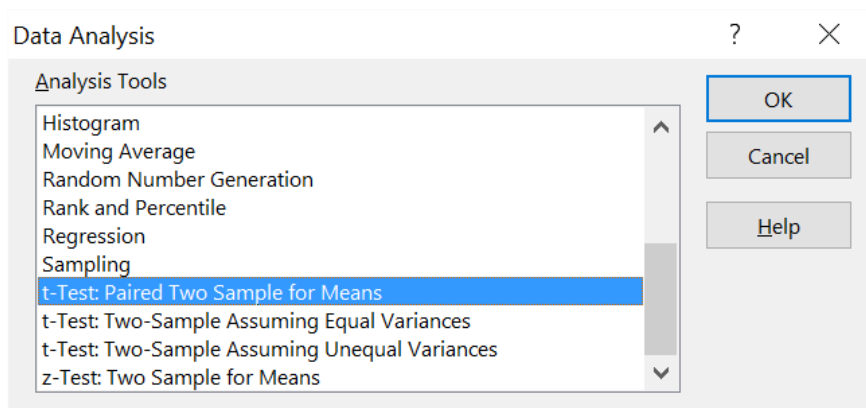 Data Analysis ?
Analysis Tools
Histogram
Moving Average
Random Number Generation
Rank and Percentile
Regression
Sampling
t-Test: Paired Two Sample for Means
t-Test: Two-Sample Assuming Equal Variances
t-Test: Two-Sample Assuming Unequal Variances
z-Test: Two Sample for Means
OK
Cancel
Help